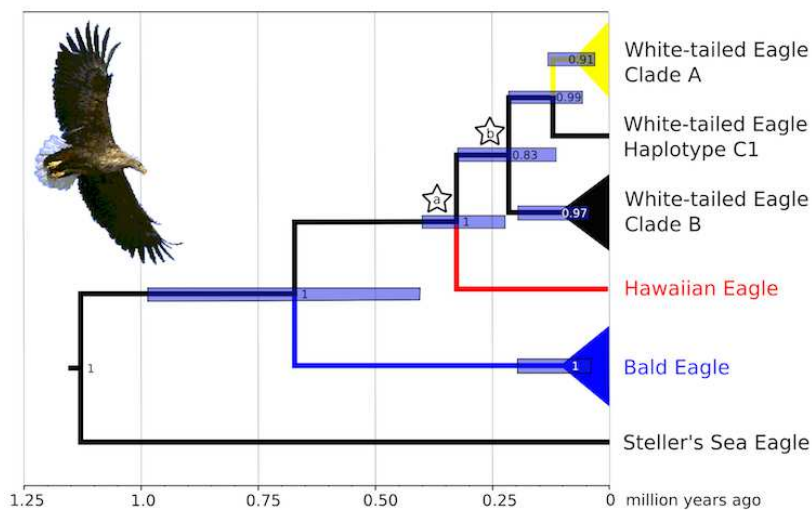 0.91
White-tailed Eagle
Clade A
0.99
b
White-tailed Eagle
Haplotype C1
0.83
a
0.97
White-tailed Eagle
Clade B
1
Hawaiian Eagle
1
1
1
Bald Eagle
Steller's Sea Eagle
1.25
1.0
0.75
0.50
0.25
0
million years ago